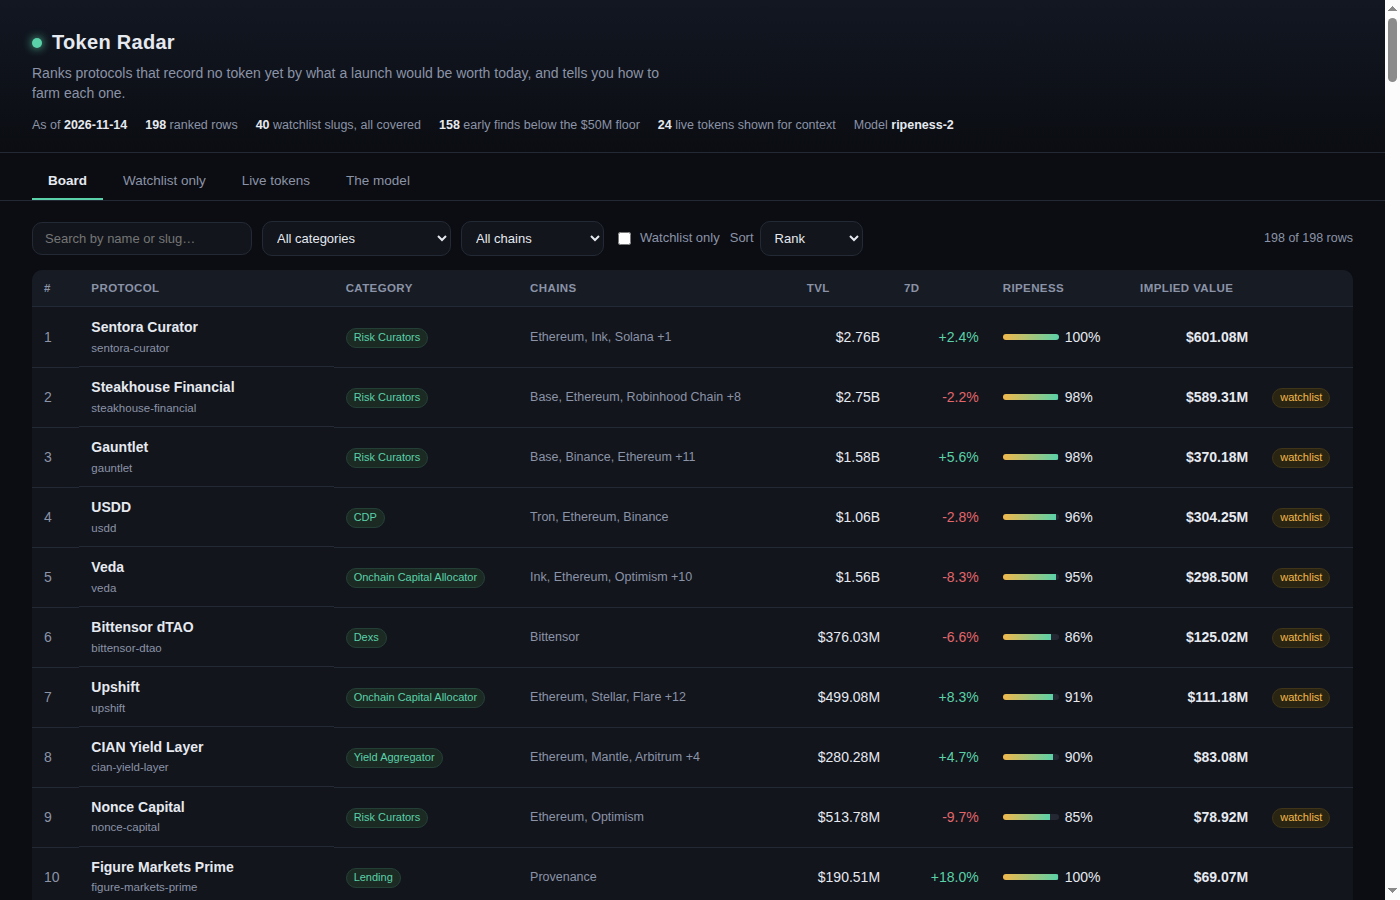 Token Radar
Ranks protocols that record no token yet by what a launch would be worth today, and tells you how to
farm each one.
As of 2026-11-14 198 ranked rows 40 watchlist slugs, all covered 158 early finds below the $50M floor 24 live tokens shown for context Model ripeness-2
Board Watchlist only Live tokens The model
Search by name or slug… All categories All chains Watchlist only Sort Rank 198 of 198 rows
# PROTOCOL CATEGORY CHAINS TVL 7D RIPENESS IMPLIED VALUE
1 Sentora Curator Risk Curators Ethereum, Ink, Solana +1 $2.76B +2.4% 100% $601.08M
sentora-curator
2 Steakhouse Financial Risk Curators Base, Ethereum, Robinhood Chain +8 $2.75B -2.2% 98% $589.31M watchlist
steakhouse-financial
3 Gauntlet Risk Curators Base, Binance, Ethereum +11 $1.58B +5.6% 98% $370.18M watchlist
gauntlet
4 USDD CDP Tron, Ethereum, Binance $1.06B -2.8% 96% $304.25M watchlist
usdd
5 Veda Onchain Capital Allocator Ink, Ethereum, Optimism +10 $1.56B -8.3% 95% $298.50M watchlist
veda
6 Bittensor dTAO Dexs Bittensor $376.03M -6.6% 86% $125.02M watchlist
bittensor-dtao
7 Upshift Onchain Capital Allocator Ethereum, Stellar, Flare +12 $499.08M +8.3% 91% $111.18M watchlist
upshift
8 CIAN Yield Layer Yield Aggregator Ethereum, Mantle, Arbitrum +4 $280.28M +4.7% 90% $83.08M
cian-yield-layer
9 Nonce Capital Risk Curators Ethereum, Optimism $513.78M -9.7% 85% $78.92M watchlist
nonce-capital
10 Figure Markets Prime Lending Provenance $190.51M +18.0% 100% $69.07M
figure-markets-prime